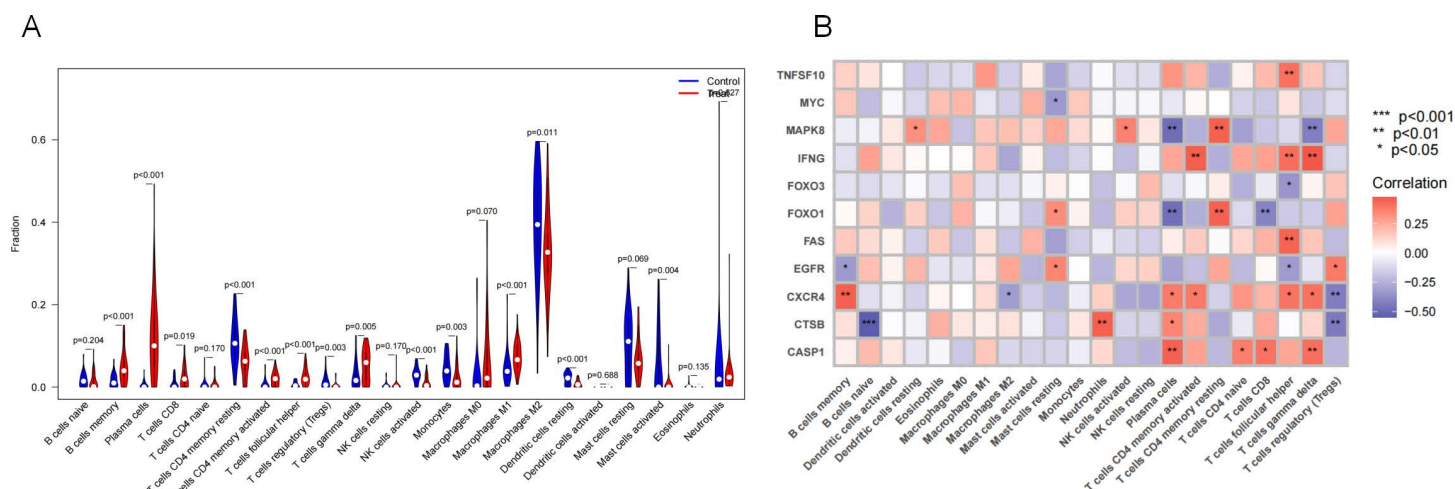 A
B
Control
Treat
p=0.627
p=0.011
p<0.001
p=0.070
p=0.069
p=0.004
p<0.001
p=0.204
p<0.001
p=0.019
p=0.170
p<0.001
p<0.001
p<0.001
p=0.003
p=0.005
p=0.170
p<0.001
p=0.003
p<0.001
p=0.688
p=0.135
Fraction
0.6
0.4
0.2
0.0
B cells naive
B cells memory
Plasma cells
T cells CD8
T cells CD4 naive
T cells CD4 memory resting
cells CD4 memory activated
T cells follicular helper
T cells regulatory (Tregs)
T cells gamma delta
NK cells resting
NK cells activated
Monocytes
Macrophages M0
Macrophages M1
Macrophages M2
Dendritic cells resting
Dendritic cells activated
Mast cells resting
Mast cells activated
Eosinophils
Neutrophils
TNFSF10
**
MYC
*
MAPK8
* * ** ** **
IFNG
** ** **
FOXO3
*
FOXO1
* ** ** **
FAS
**
EGFR
* * * *
CXCR4
** * * * * * **
CTSB
*** ** * **
CASP1
** * * **
B cells memory
B cells naive
Dendritic cells activated
Dendritic cells resting
Eosinophils
Macrophages M0
Macrophages M1
Macrophages M2
Mast cells activated
Mast cells resting
Monocytes
Neutrophils
NK cells activated
NK cells resting
Plasma cells
T cells CD4 memory activated
T cells CD4 memory resting
T cells CD4 naive
T cells CD8
T cells follicular helper
T cells gamma delta
T cells regulatory (Tregs)
*** p<0.001
** p<0.01
* p<0.05
Correlation
0.25
0.00
−0.25
−0.50